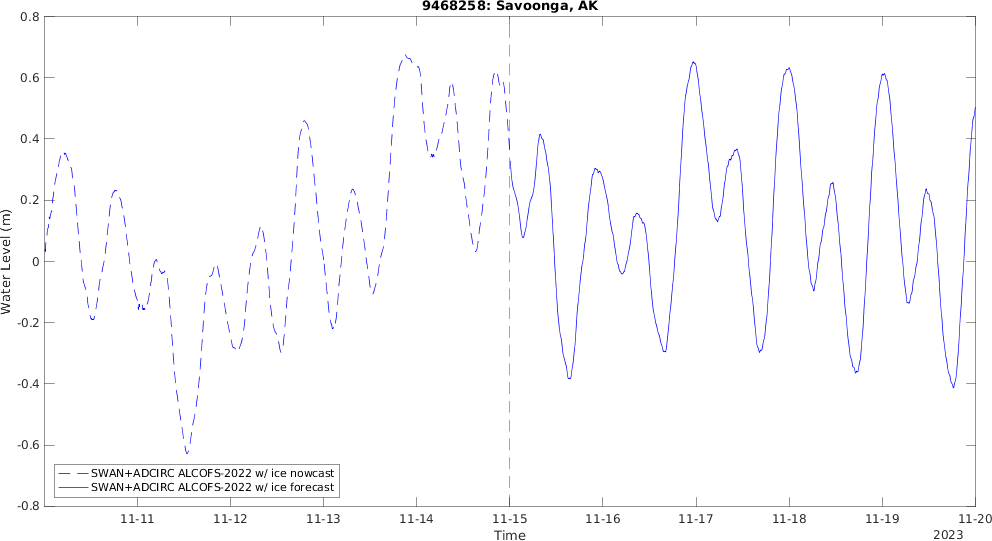 9468258: Savoonga, AK
Water Level (m)
0.8
0.6
0.4
0.2
0
-0.2
-0.4
-0.6
-0.8
SWAN+ADCIRC ALCOFS-2022 w/ ice nowcast
SWAN+ADCIRC ALCOFS-2022 w/ ice forecast
11-11 11-12 11-13 11-14 11-15 11-16 11-17 11-18 11-19 11-20
Time
2023